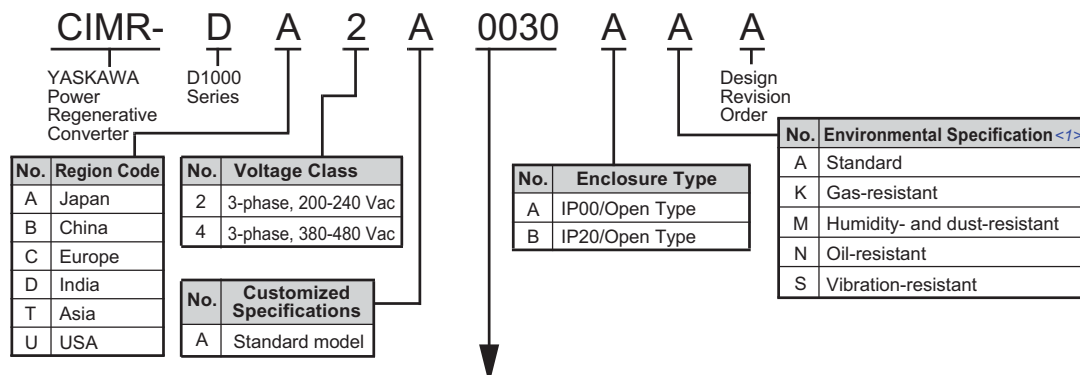 CIMR- D A 2 A 0030 A A A
YASKAWA
Power
Regenerative
Converter
D1000
Series
Design
Revision
Order
No. Region Code
A Japan
B China
C Europe
D India
T Asia
U USA
No. Voltage Class
2 3-phase, 200-240 Vac
4 3-phase, 380-480 Vac
No. Customized
Specifications
A Standard model
No. Enclosure Type
A IP00/Open Type
B IP20/Open Type
No. Environmental Specification <1>
A Standard
K Gas-resistant
M Humidity- and dust-resistant
N Oil-resistant
S Vibration-resistant